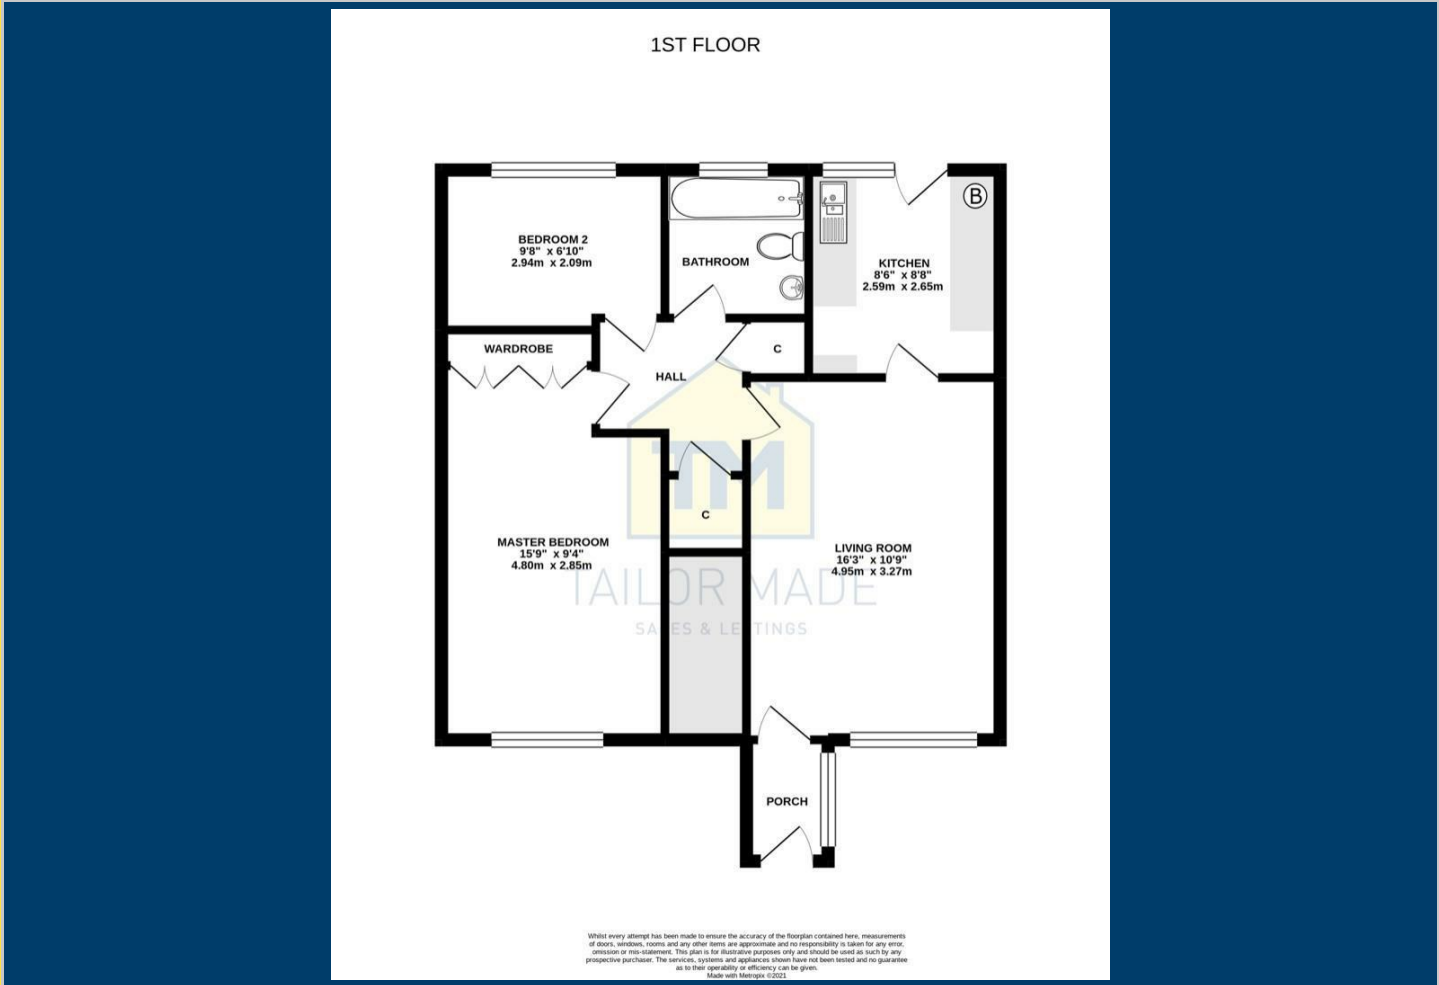 1ST FLOOR
BEDROOM 2
9'8" x 6'10"
2.94m x 2.09m
BATHROOM
B
KITCHEN
8'6" x 8'8"
2.59m x 2.65m
WARDROBE
C
HALL
TM
C
MASTER BEDROOM
15'9" x 9'4"
4.80m x 2.85m
LIVING ROOM
16'3" x 10'9"
4.95m x 3.27m
TAILOR MADE
SALES & LETTINGS
PORCH
Whilst every attempt has been made to ensure the accuracy of the floorplan contained here, measurements
of doors, windows, rooms and any other items are approximate and no responsibility is taken for any error,
omission or mis-statement. This plan is for illustrative purposes only and should be used as such by any
prospective purchaser. The services, systems and appliances shown have not been tested and no guarantee
as to their operability or efficiency can be given.
Made with Metropix ©2021